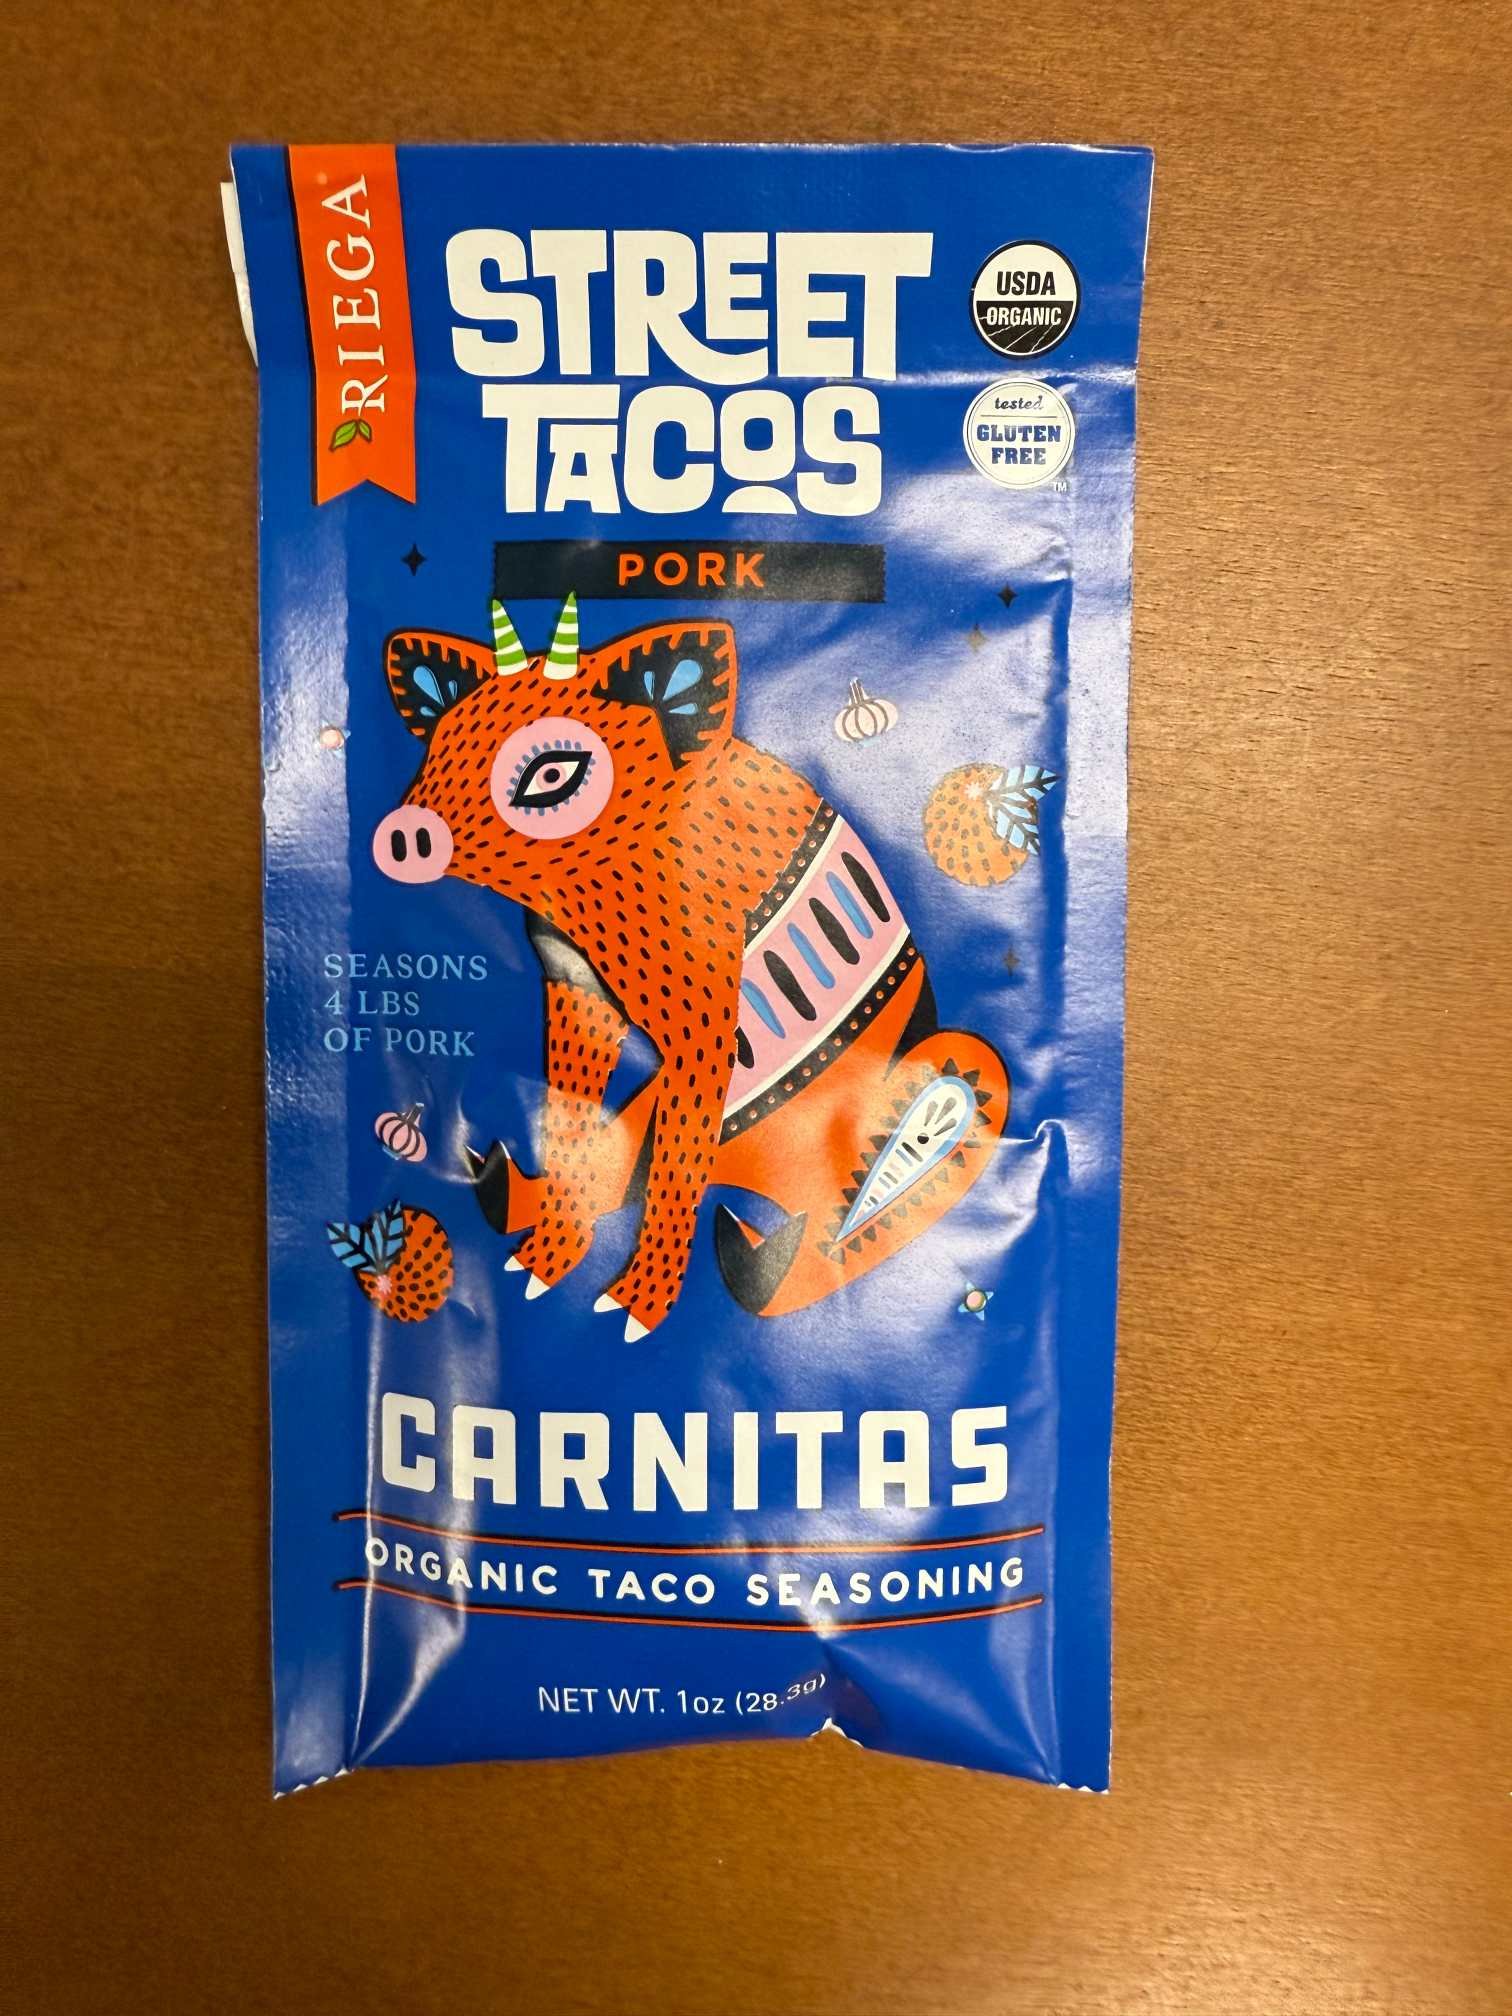 RIEGA
STREET
TACOS
USDA
ORGANIC
tested
GLUTEN
FREE
TM
PORK
SEASONS
4 LBS
OF PORK
CARNITAS
ORGANIC TACO SEASONING
NET WT. 1oz (28.3g)